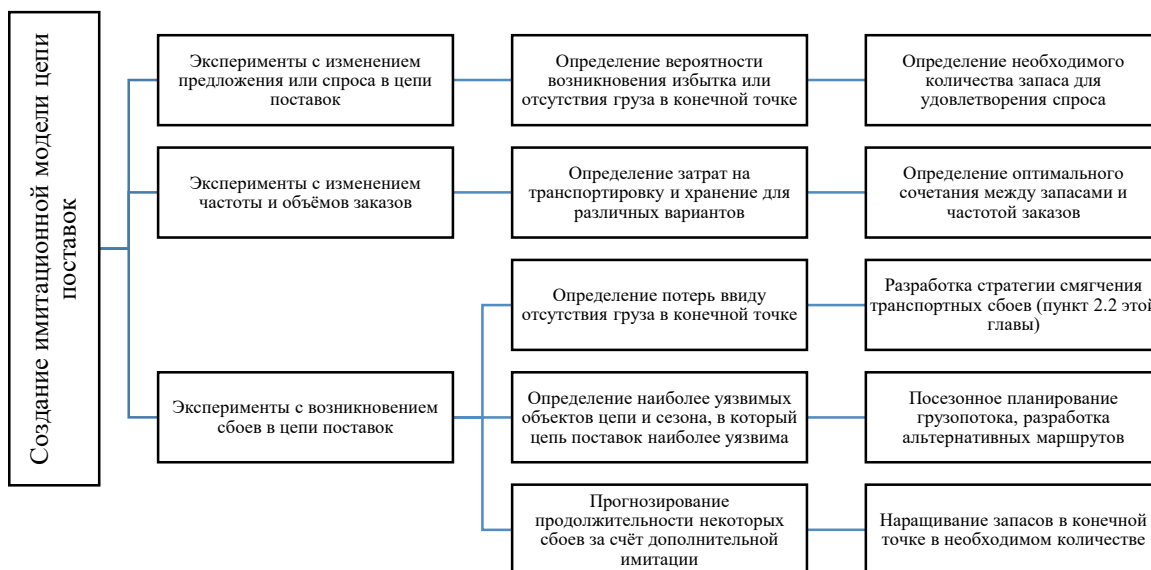 Создание имитационной модели цепи
поставок
Эксперименты с изменением
предложения или спроса в цепи
поставок
Определение вероятности
возникновения избытка или
отсутствия груза в конечной точке
Определение необходимого
количества запаса для
удовлетворения спроса
Эксперименты с изменением
частоты и объёмов заказов
Определение затрат на
транспортировку и хранение для
различных вариантов
Определение оптимального
сочетания между запасами и
частотой заказов
Эксперименты с возникновением
сбоев в цепи поставок
Определение потерь ввиду
отсутствия груза в конечной точке
Разработка стратегии смягчения
транспортных сбоев (пункт 2.2 этой
главы)
Определение наиболее уязвимых
объектов цепи и сезона, в который
цепь поставок наиболее уязвима
Посезонное планирование
грузопотока, разработка
альтернативных маршрутов
Прогнозирование
продолжительности некоторых
сбоев за счёт дополнительной
имитации
Наращивание запасов в конечной
точке в необходимом количестве